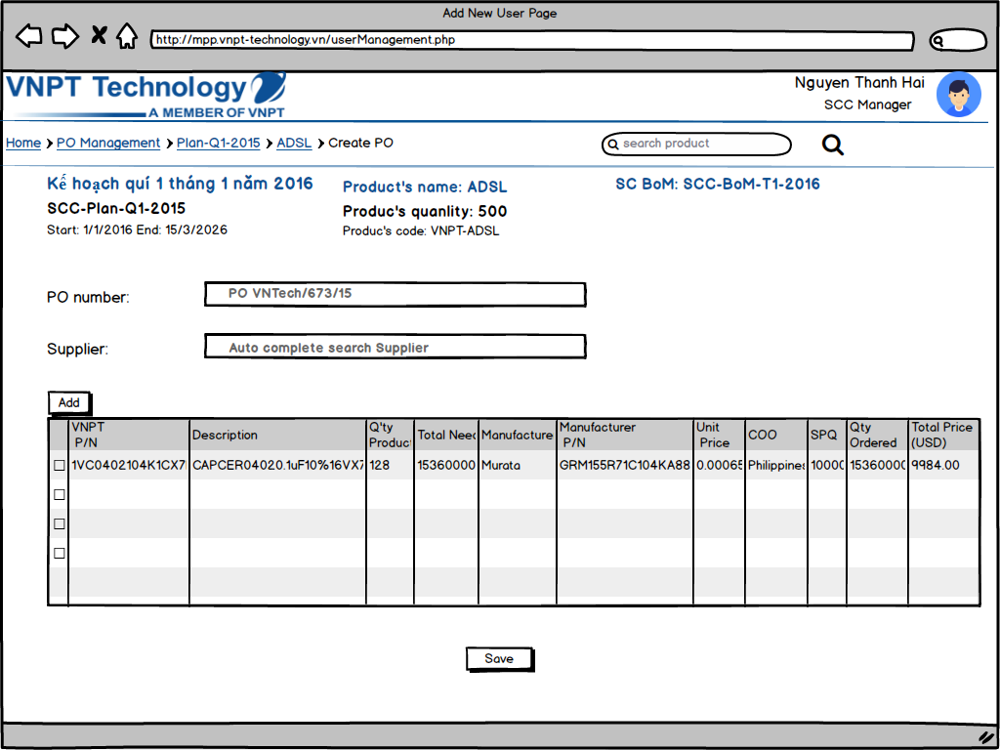 Add New User Page
http://mpp.vnpt-technology.vn/userManagement.php
VNPT Technology
A MEMBER OF VNPT
Nguyen Thanh Hai
SCC Manager
Home PO Management Plan-Q1-2015 ADSL Create PO
search product
Kế hoạch quí 1 tháng 1 năm 2016
SCC-Plan-Q1-2015
Start: 1/1/2016 End: 15/3/2026
Product's name: ADSL
Produc's quanlity: 500
Produc's code: VNPT-ADSL
SC BoM: SCC-BoM-T1-2016
PO number:
PO VNTech/673/15
Supplier:
Auto complete search Supplier
Add
VNPT P/N Description Q'ty Produc Total Need Manufacture Manufacturer P/N Unit Price COO SPQ Qty Ordered Total Price (USD)
1VC0402104K1CX7 CAPCER04020.1uF10%16VX7 128 15360000 Murata GRM155R71C104KA88 0.00065 Philippines 10000 15360000 9984.00
Save